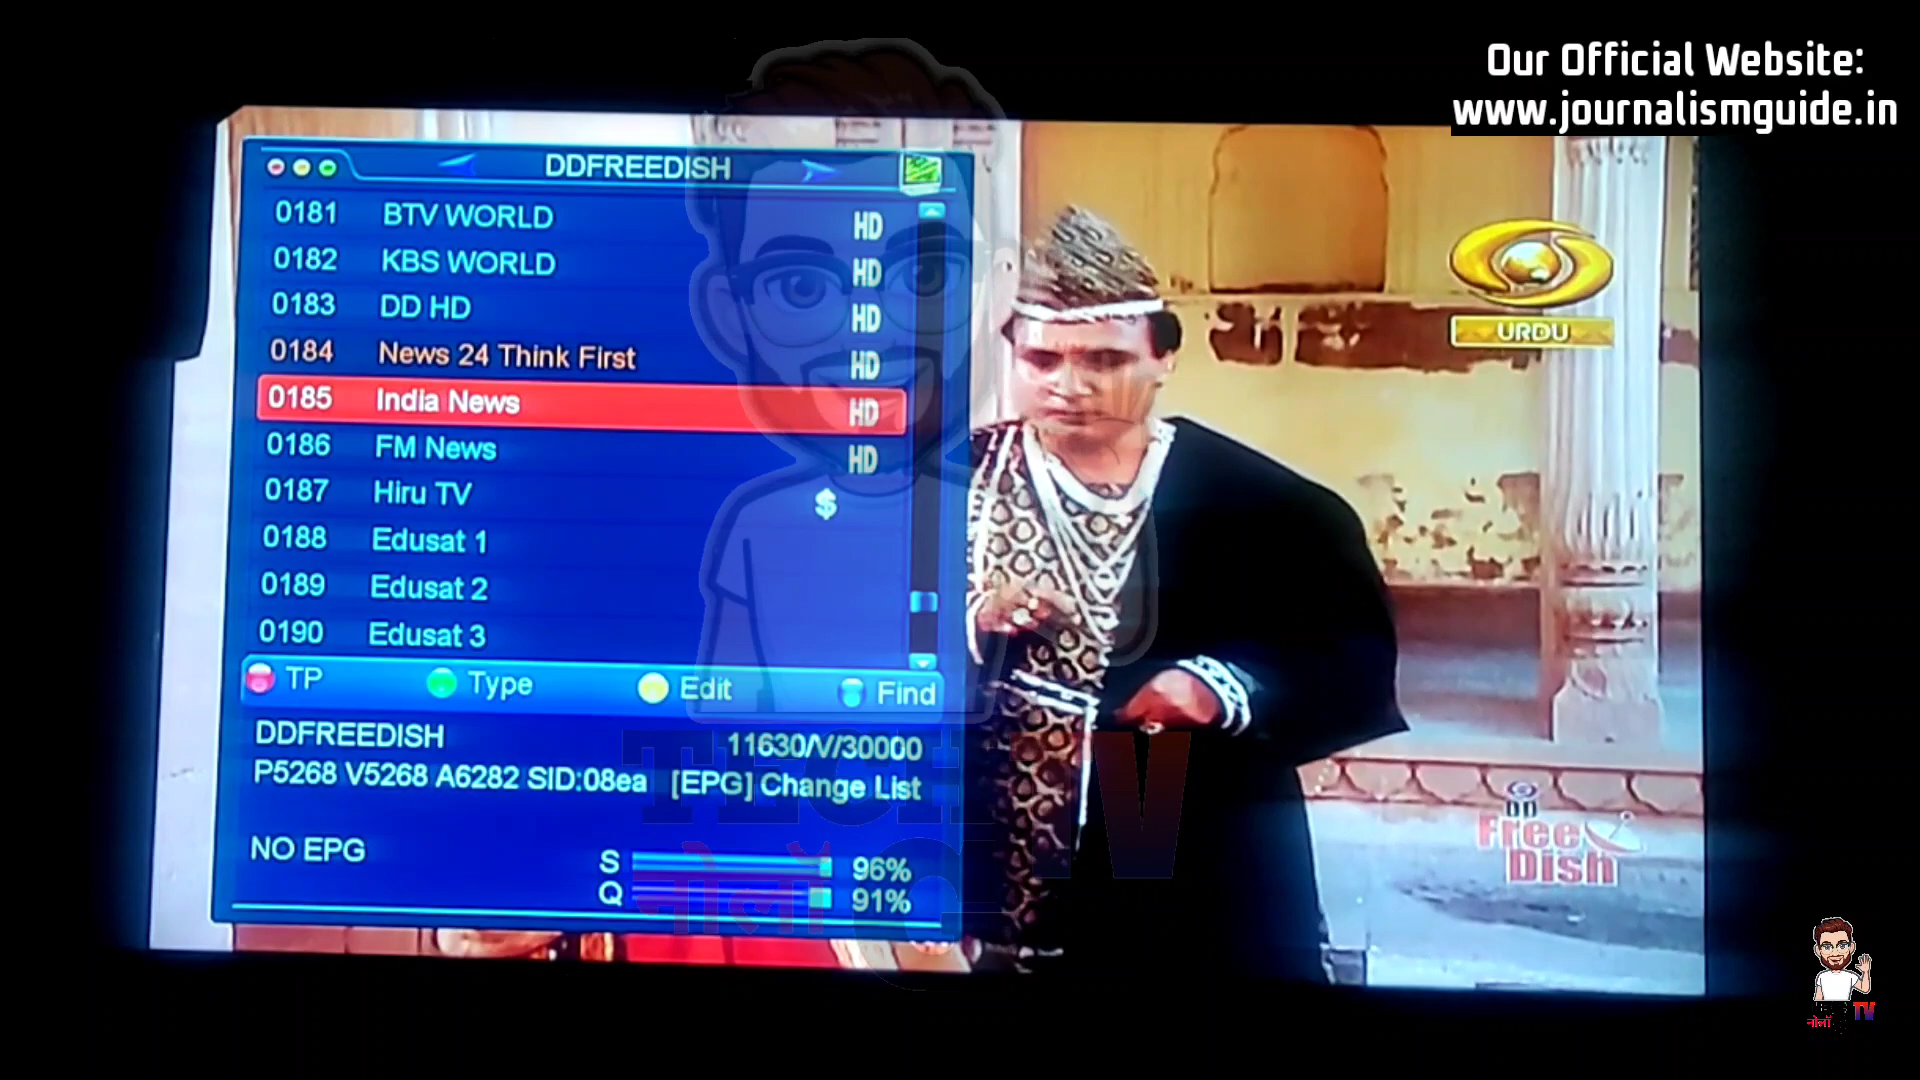 Our Official Website:
www.journalismguide.in
DDFREEDISH
0181 BTV WORLD HD
0182 KBS WORLD HD
0183 DD HD HD
0184 News 24 Think First HD
0185 India News HD
0186 FM News HD
0187 Hiru TV $
0188 Edusat 1
0189 Edusat 2
0190 Edusat 3
TP Type Edit Find
DDFREEDISH 11630/V/30000
P5268 V5268 A6282 SID:08ea [EPG] Change List
NO EPG
S 96%
Q 91%
URDU
DD
Free
Dish
TECH TV
नोलॉ
नोलॉ TV